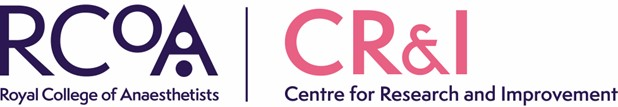 RCoA
Royal College of Anaesthetists
CR&I
Centre for Research and Improvement